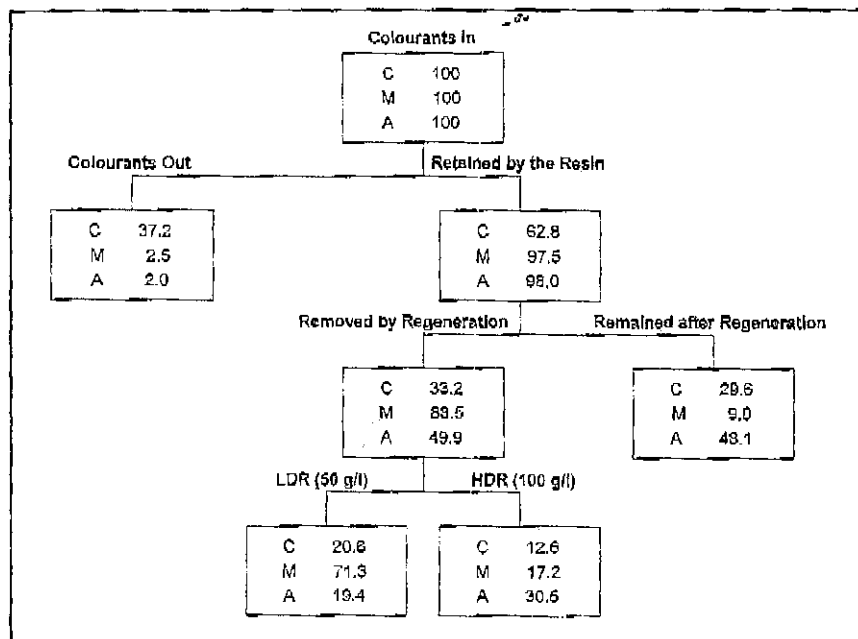 Colourants In
C 100
M 100
A 100
Colourants Out
C 37.2
M 2.5
A 2.0
Retained by the Resin
C 62.8
M 97.5
A 98.0
Removed by Regeneration
C 33.2
M 88.5
A 49.9
Remained after Regeneration
C 29.6
M 9.0
A 48.1
LDR (50 g/l)
C 20.6
M 71.3
A 19.4
HDR (100 g/l)
C 12.6
M 17.2
A 30.5